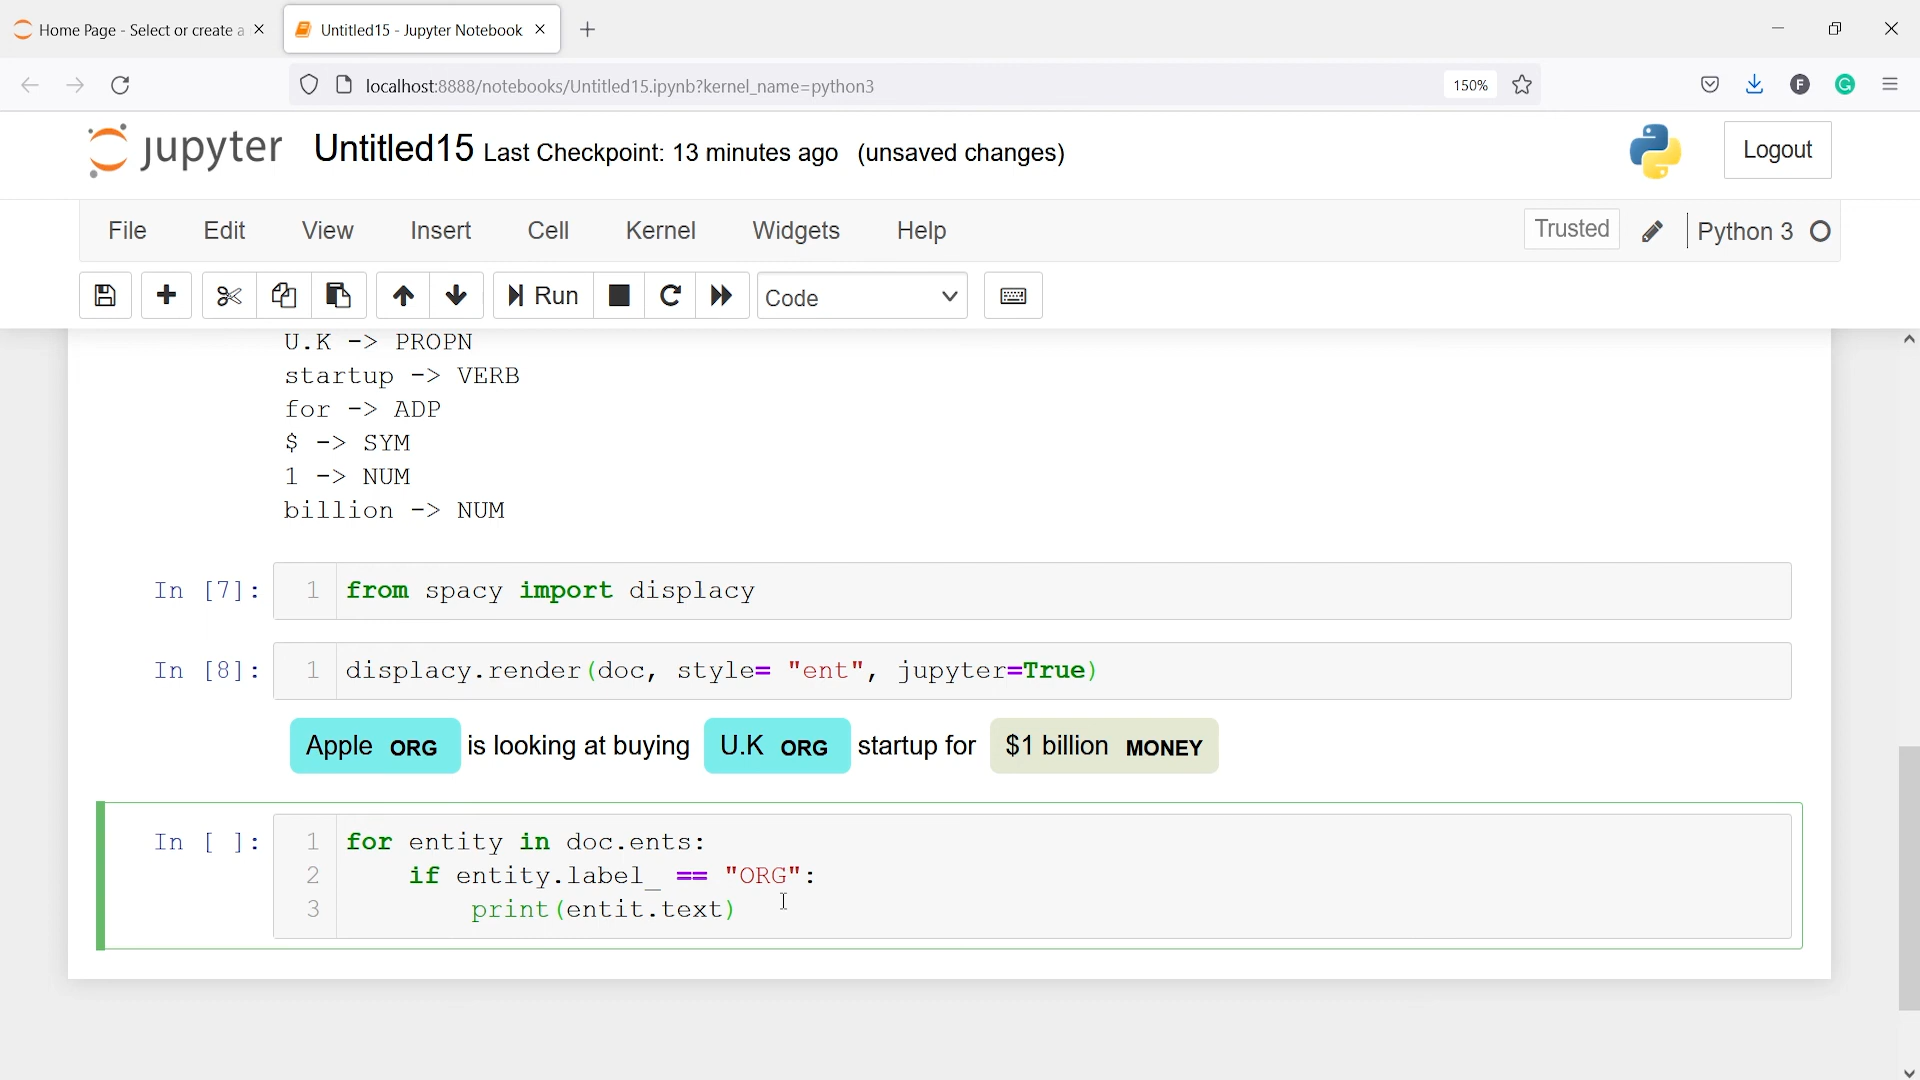 Home Page - Select or create a
Untitled15 - Jupyter Notebook
localhost:8888/notebooks/Untitled15.ipynb?kernel_name=python3
150%
F
G
jupyter Untitled15 Last Checkpoint: 13 minutes ago (unsaved changes)
Logout
File Edit View Insert Cell Kernel Widgets Help
Trusted
Python 3
Run
Code
U.K -> PROPN
startup -> VERB
for -> ADP
$ -> SYM
1 -> NUM
billion -> NUM
In [7]: 1 from spacy import displacy
In [8]: 1 displacy.render(doc, style= "ent", jupyter=True)
Apple ORG is looking at buying U.K ORG startup for $1 billion MONEY
In [ ]: 1 for entity in doc.ents:
2 if entity.label_ == "ORG":
3 print(entit.text)